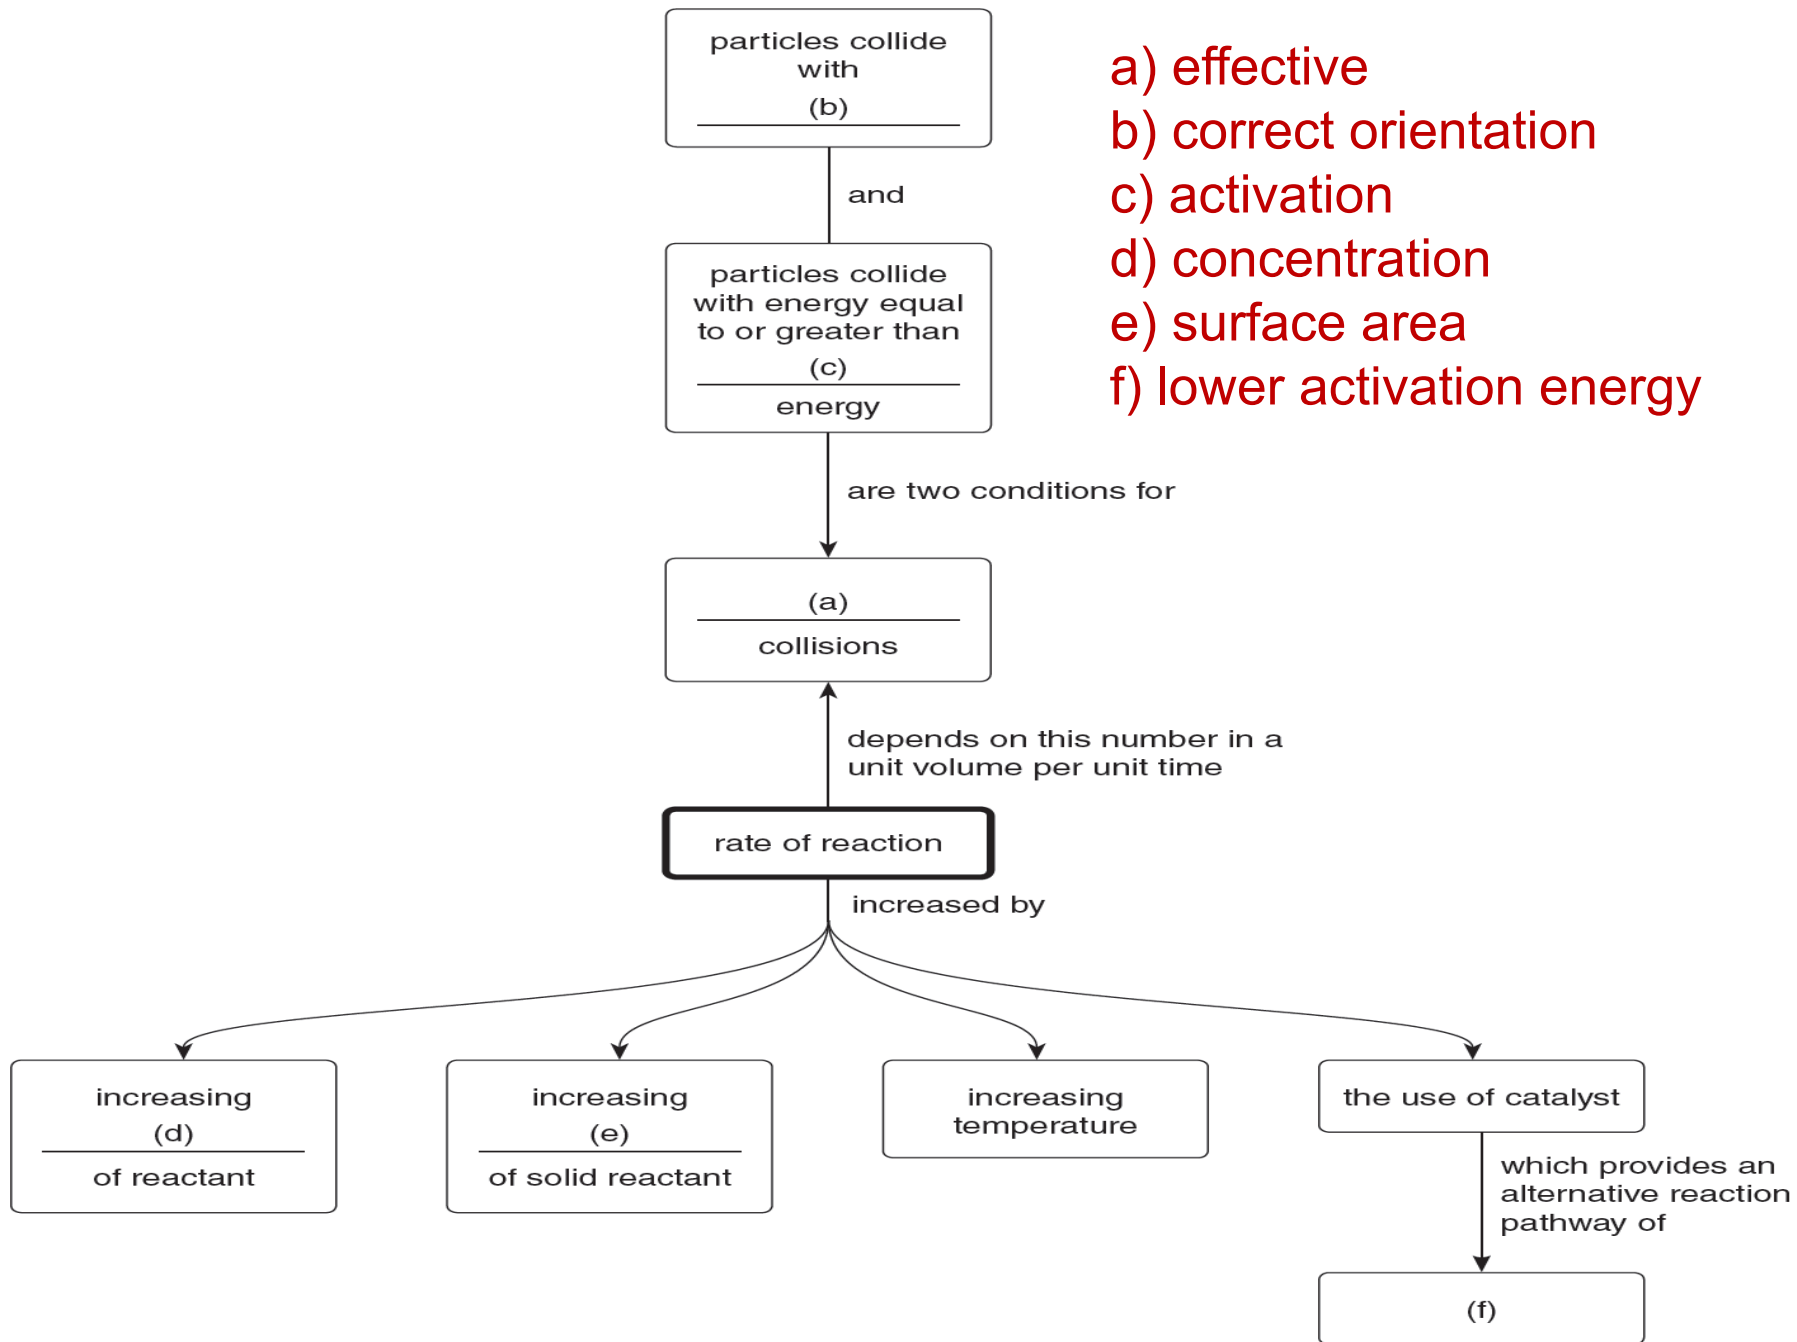 particles collide
with
(b)
and
particles collide
with energy equal
to or greater than
(c)
energy
are two conditions for
(a)
collisions
depends on this number in a
unit volume per unit time
rate of reaction
increased by
increasing
(d)
of reactant
increasing
(e)
of solid reactant
increasing
temperature
the use of catalyst
which provides an
alternative reaction
pathway of
(f)
a) effective
b) correct orientation
c) activation
d) concentration
e) surface area
f) lower activation energy